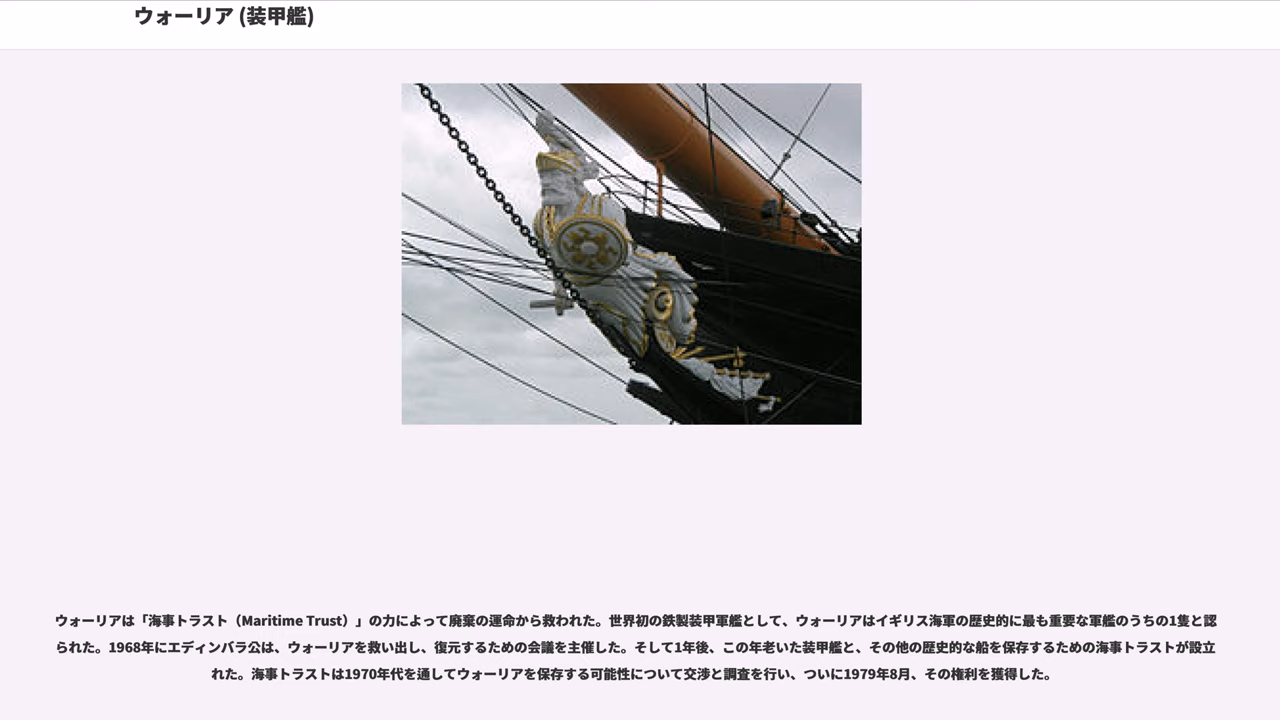 ウォーリア (装甲艦)
ウォーリアは「海事トラスト（Maritime Trust）」の力によって廃棄の運命から救われた。世界初の鉄製装甲軍艦として、ウォーリアはイギリス海軍の歴史的に最も重要な軍艦のうちの1隻と認
られた。1968年にエディンバラ公は、ウォーリアを救い出し、復元するための会議を主催した。そして1年後、この年老いた装甲艦と、その他の歴史的な船を保存するための海事トラストが設立
れた。海事トラストは1970年代を通してウォーリアを保存する可能性について交渉と調査を行い、ついに1979年8月、その権利を獲得した。